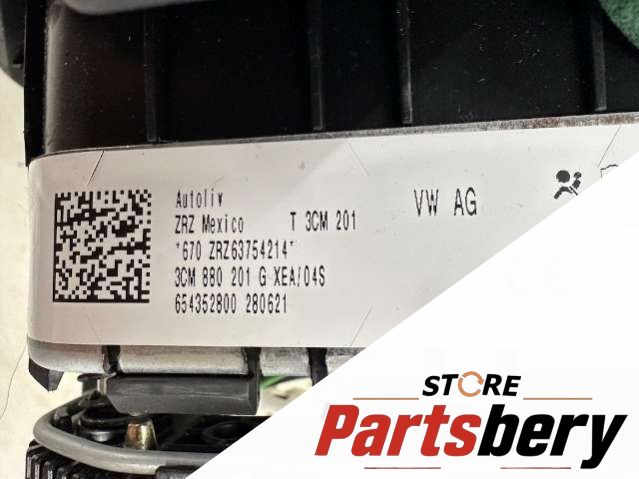 Autoliv
ZRZ Mexico T 3CM 201
VW AG
*670 ZRZ63754214*
3CM 880 201 G XEA/04S
654352800 280621
STORE
Partsbery